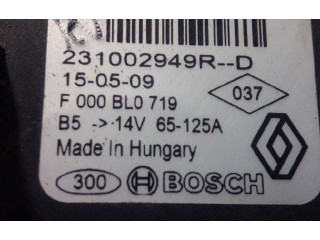 231002949R--D
15-05-09
F 000 BL0 719
037
B5 -> 14V 65-125A
Made in Hungary
300 BOSCH